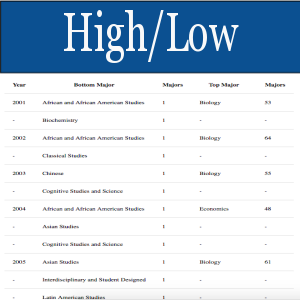 High/Low
Year Bottom Major Majors Top Major Majors
2001 African and African American Studies 1 Biology 53
- Biochemistry 1 - -
2002 African and African American Studies 1 Biology 64
- Classical Studies 1 - -
2003 Chinese 1 Biology 55
- Cognitive Studies and Science 1 - -
2004 African and African American Studies 1 Economics 48
- Asian Studies 1 - -
- Cognitive Studies and Science 1 - -
2005 Asian Studies 1 Biology 61
- Interdisciplinary and Student Designed 1 - -
- Latin American Studies 1 - -